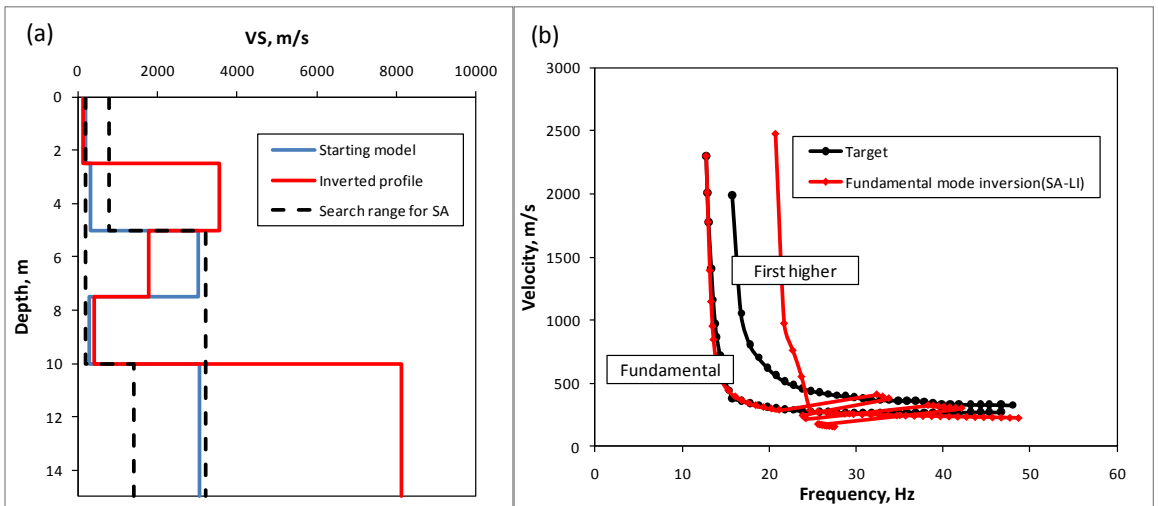 (a)
VS, m/s
0 2000 4000 6000 8000 10000
0
2
4
6
8
10
12
14
Depth, m
Starting model
Inverted profile
Search range for SA
(b)
3000
2500
2000
1500
1000
500
0
Velocity, m/s
Target
Fundamental mode inversion(SA-LI)
First higher
Fundamental
0 10 20 30 40 50 60
Frequency, Hz